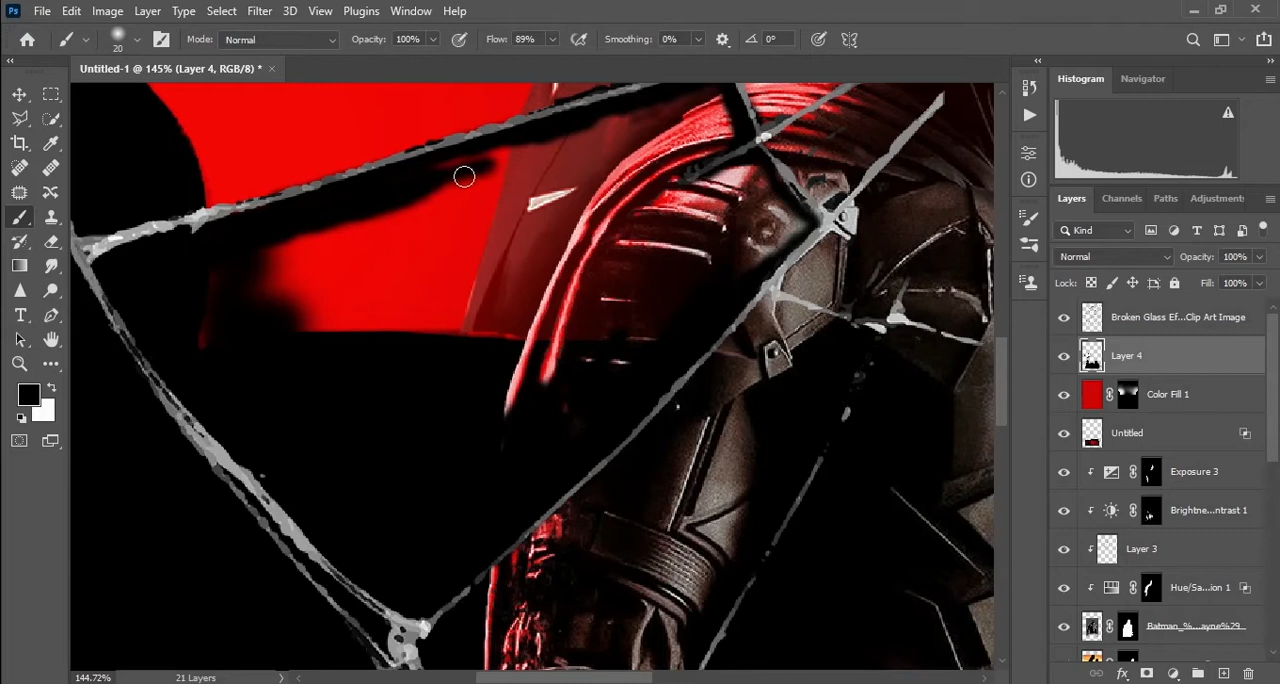 Ps File Edit Image Layer Type Select Filter 3D View Plugins Window Help
20 Mode: Normal Opacity: 100% Flow: 89% Smoothing: 0% 0°
Untitled-1 @ 145% (Layer 4, RGB/8) * ×
Histogram Navigator
Layers Channels Paths Adjustment
Kind
Normal Opacity: 100%
Lock: Fill: 100%
Broken Glass Ef...Clip Art Image
Layer 4
Color Fill 1
Untitled
Exposure 3
Brightne...ntrast 1
Layer 3
Hue/Sa...ion 1
Batman_%...ayne%29...
144.72% 21 Layers